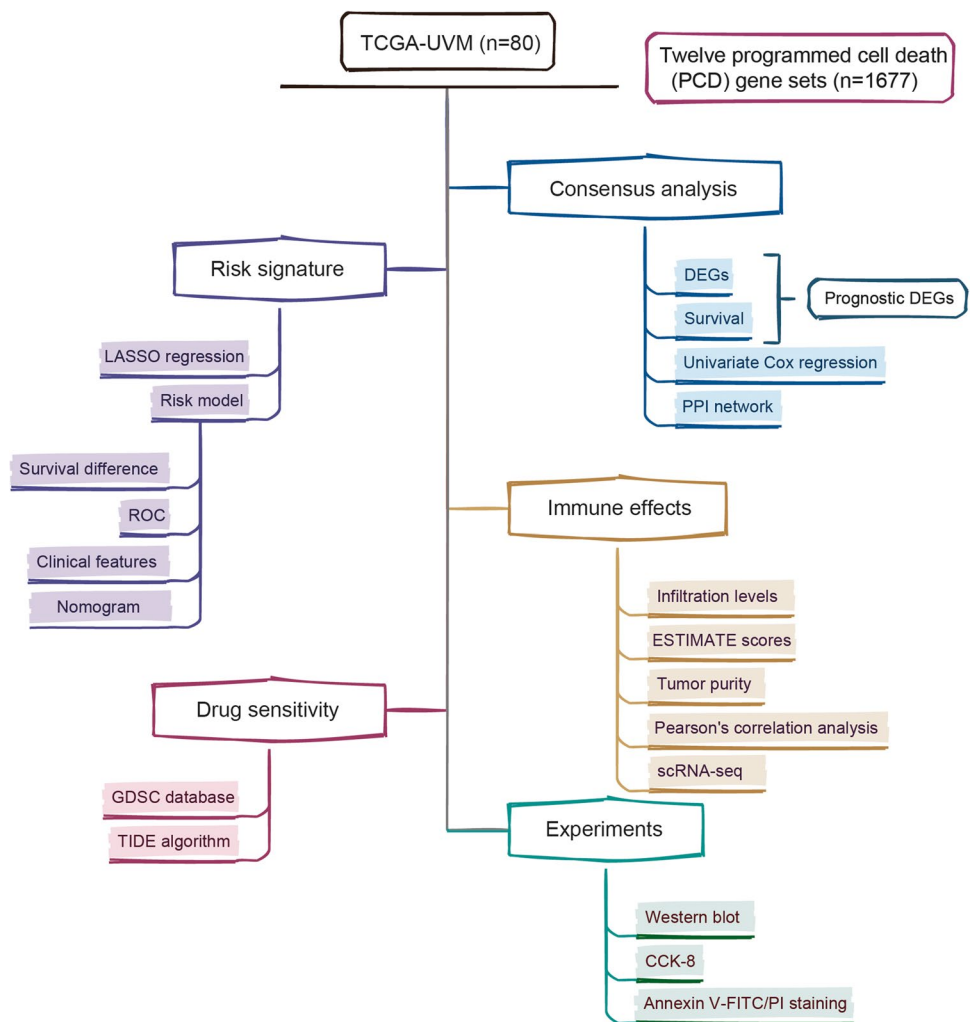 TCGA-UVM (n=80)
Twelve programmed cell death
(PCD) gene sets (n=1677)
Consensus analysis
DEGs
Survival
Prognostic DEGs
Univariate Cox regression
PPI network
Risk signature
LASSO regression
Risk model
Survival difference
ROC
Clinical features
Nomogram
Immune effects
Infiltration levels
ESTIMATE scores
Tumor purity
Pearson's correlation analysis
scRNA-seq
Drug sensitivity
GDSC database
TIDE algorithm
Experiments
Western blot
CCK-8
Annexin V-FITC/PI staining